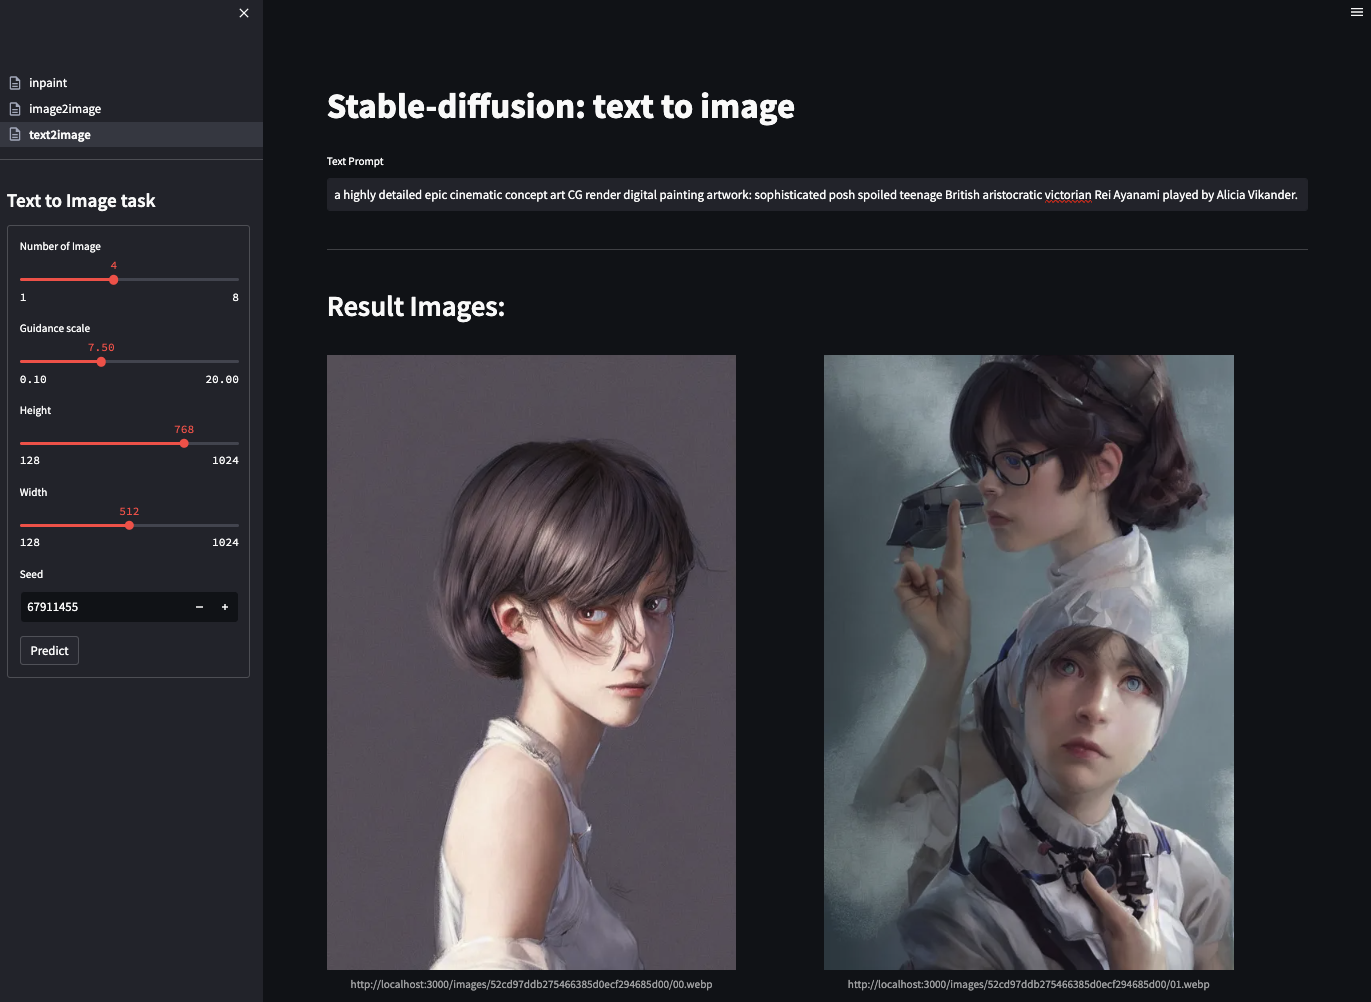 inpaint
image2image
text2image
Text to Image task
Number of Image
4
1 8
Guidance scale
7.50
0.10 20.00
Height
768
128 1024
Width
512
128 1024
Seed
67911455
Predict
Stable-diffusion: text to image
Text Prompt
a highly detailed epic cinematic concept art CG render digital painting artwork: sophisticated posh spoiled teenage British aristocratic victorian Rei Ayanami played by Alicia Vikander.
Result Images:
http://localhost:3000/images/52cd97ddb275466385d0ecf294685d00/00.webp
http://localhost:3000/images/52cd97ddb275466385d0ecf294685d00/01.webp